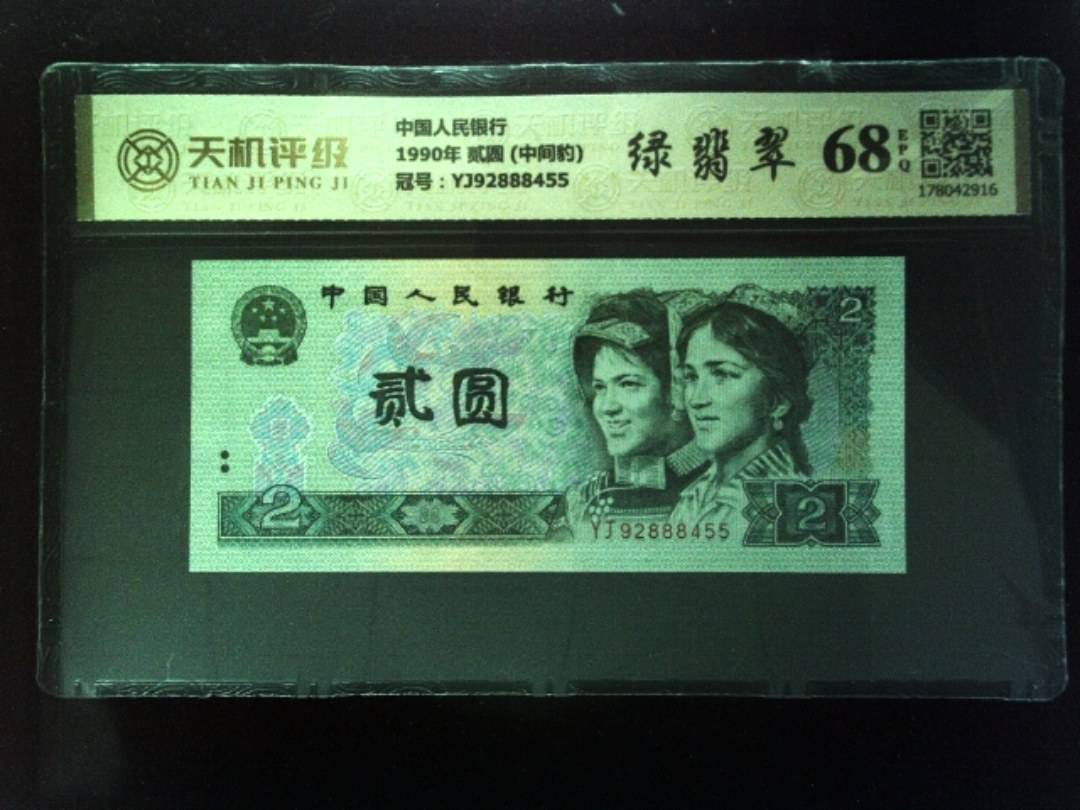 天机评级
TIAN JI PING JI
中国人民银行
1990年 贰圆 (中间豹)
冠号：YJ92888455
绿翡翠
68
EPQ
178042916
中国人民银行
2
贰圆
2
YJ92888455
2